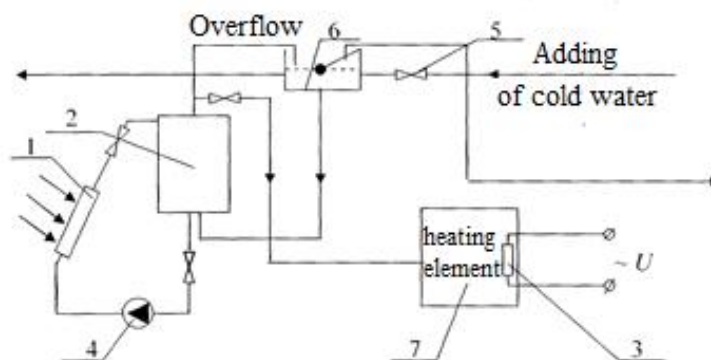 Overflow
6
5
Adding
of cold water
2
1
heating
element
~ U
4
7
3